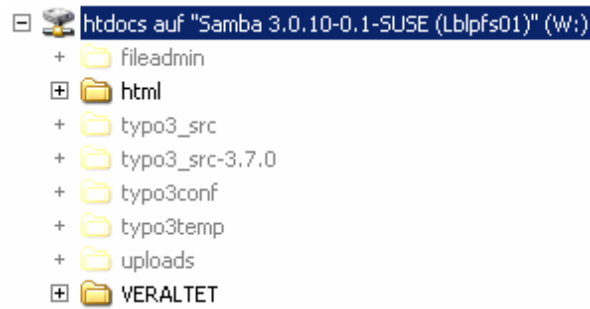 htdocs auf "Samba 3.0.10-0.1-SUSE (Lblpfs01)" (W:)
fileadmin
html
typo3_src
typo3_src-3.7.0
typo3conf
typo3temp
uploads
VERALTET